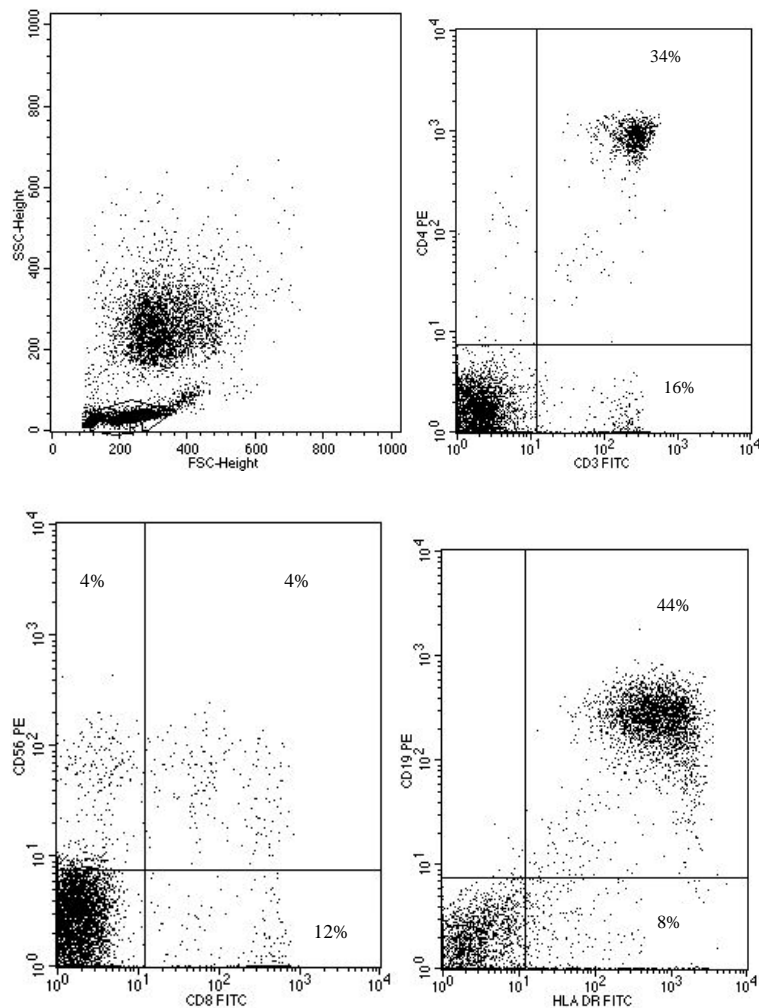 1000
800
600
400
200
0
SSC-Height
0 200 400 600 800 1000
FSC-Height
10^4
10^3
10^2
10^1
10^0
CD4 PE
34%
16%
10^0 10^1 10^2 10^3 10^4
CD3 FITC
10^4
10^3
10^2
10^1
10^0
CD56 PE
4% 4%
12%
10^0 10^1 10^2 10^3 10^4
CD8 FITC
10^4
10^3
10^2
10^1
10^0
CD19 PE
44%
8%
10^0 10^1 10^2 10^3 10^4
HLA DR FITC